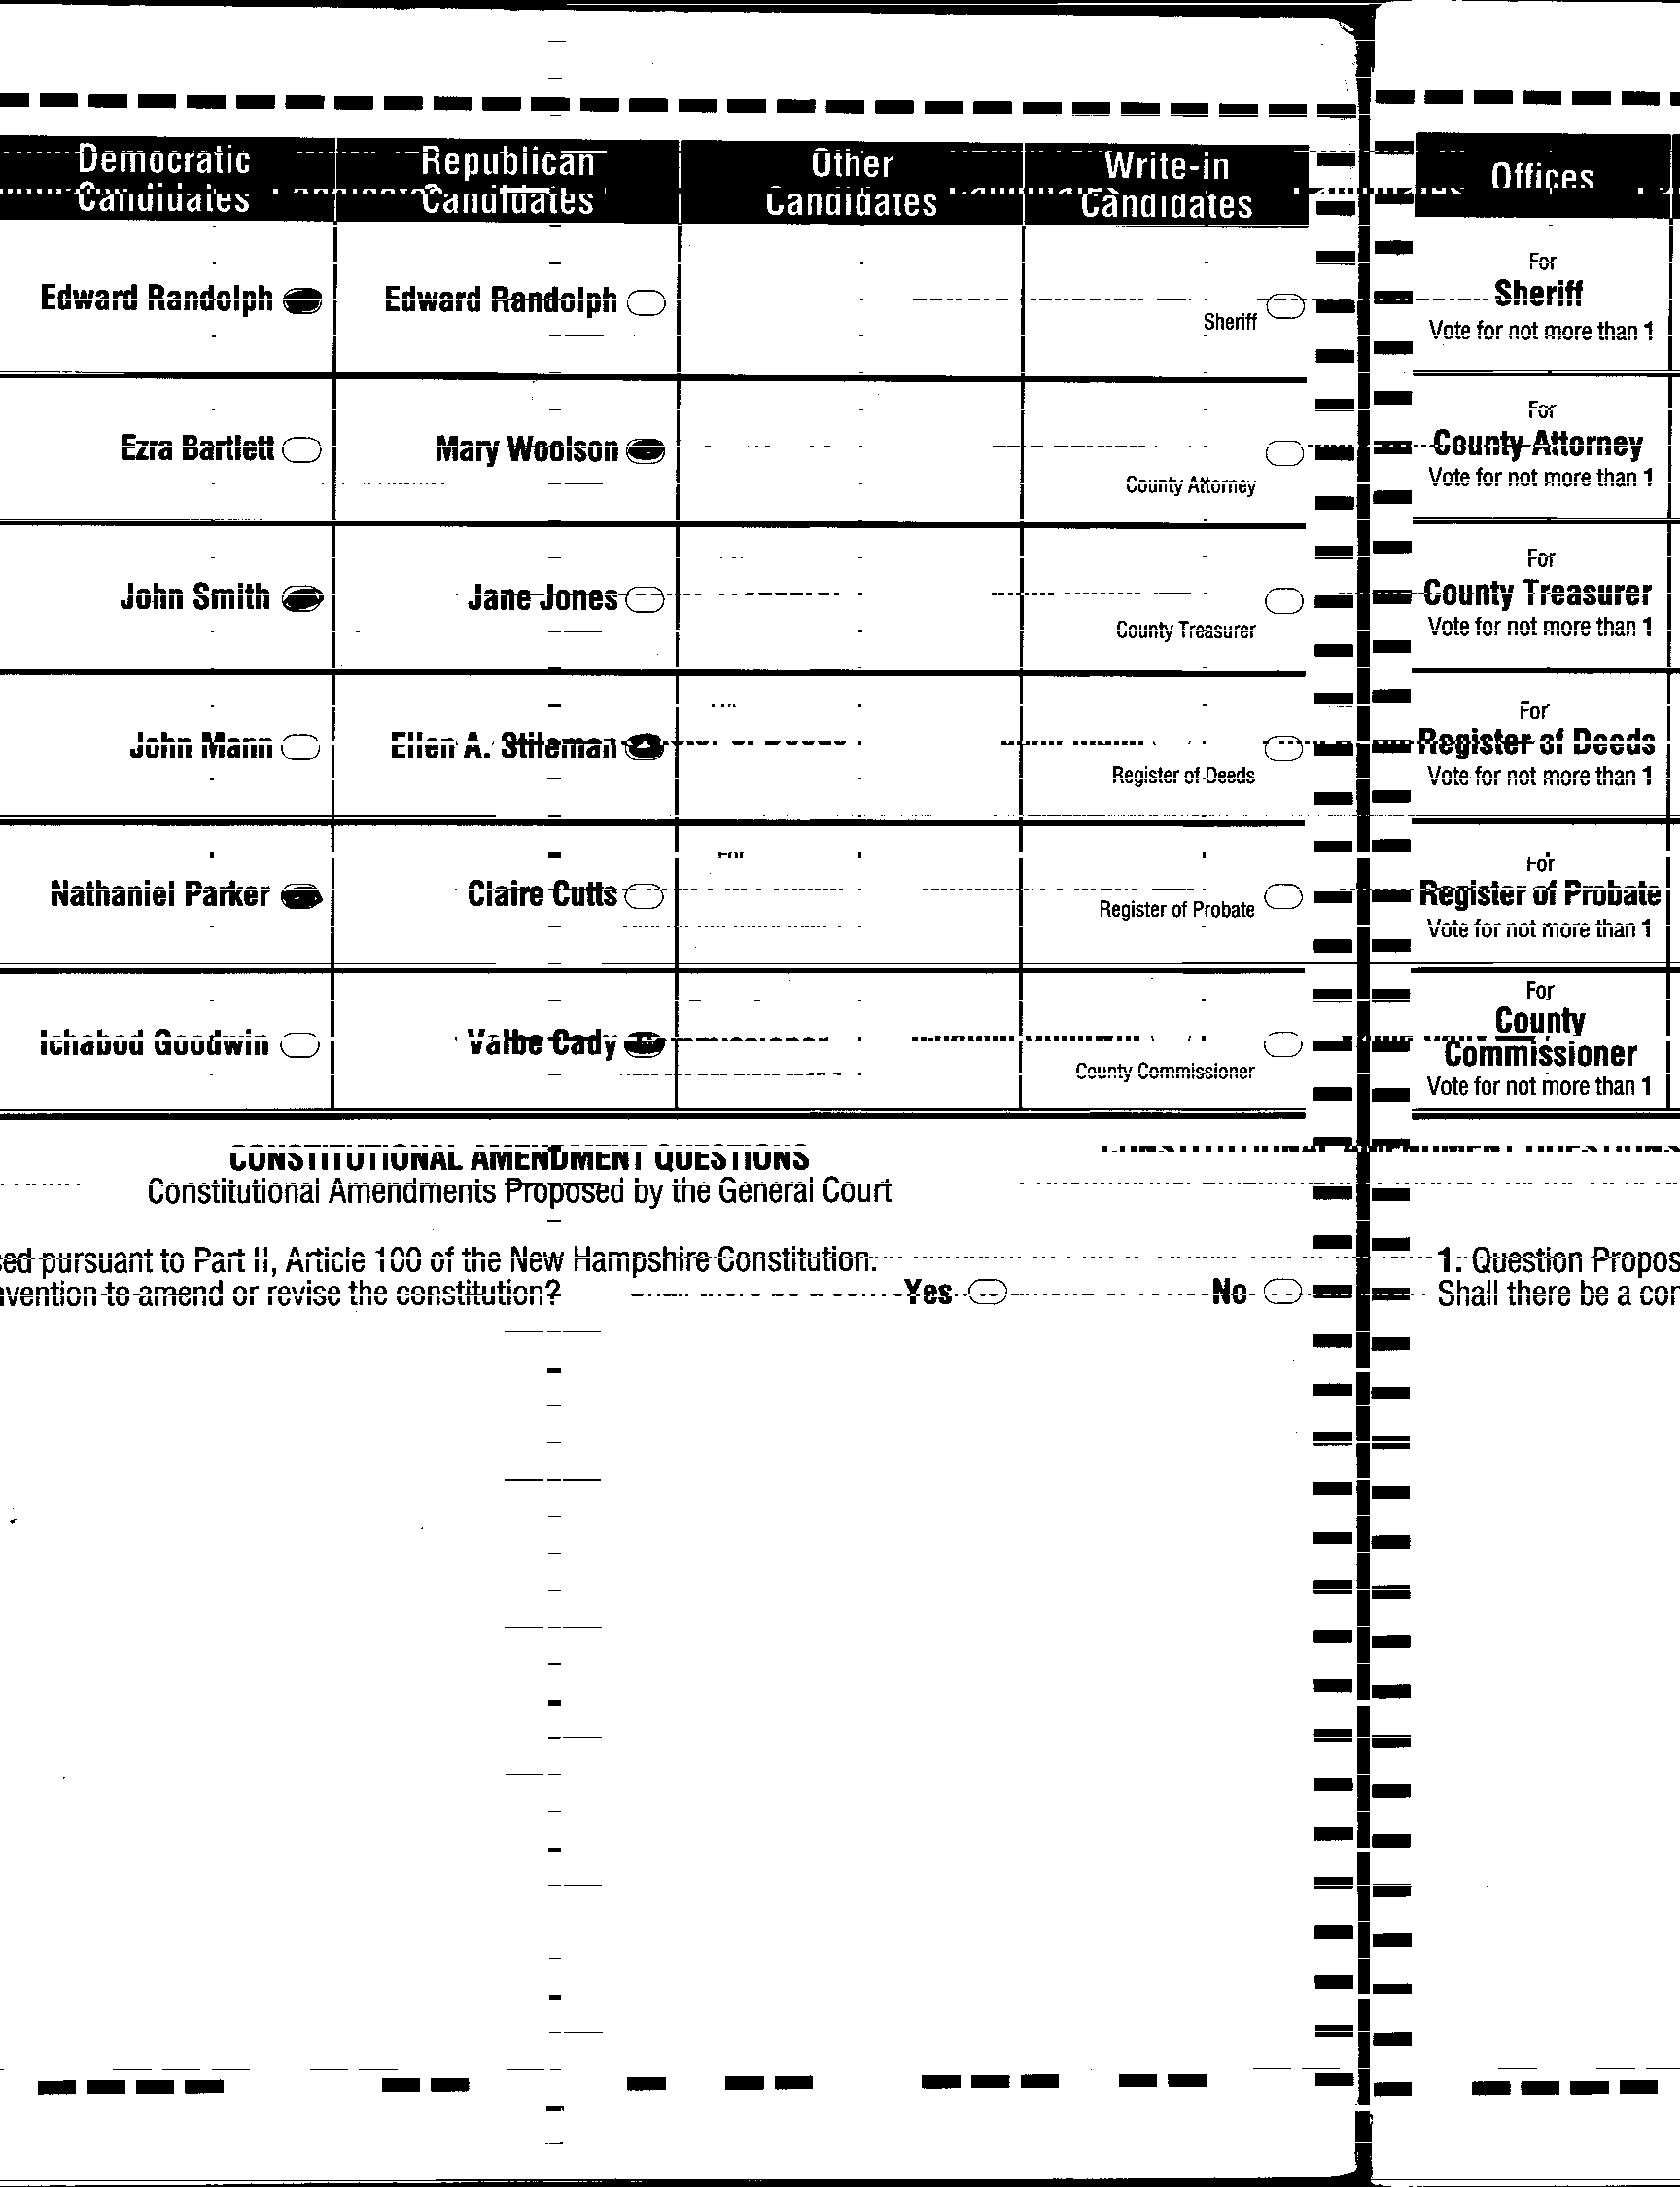 Democratic Candidates
Republican Candidates
Other Candidates
Write-in Candidates
Offices
Edward Randolph
Edward Randolph
Sheriff
For
Sheriff
Vote for not more than 1
Ezra Bartlett
Mary Woolson
County Attorney
For
County Attorney
Vote for not more than 1
John Smith
Jane Jones
County Treasurer
For
County Treasurer
Vote for not more than 1
John Mann
Ellen A. Stileman
Register of Deeds
For
Register of Deeds
Vote for not more than 1
Nathaniel Parker
Claire Cutts
Register of Probate
For
Register of Probate
Vote for not more than 1
Ichabod Goodwin
Valbe Cady
County Commissioner
For
County
Commissioner
Vote for not more than 1
CONSTITUTIONAL AMENDMENT QUESTIONS
Constitutional Amendments Proposed by the General Court
sed pursuant to Part II, Article 100 of the New Hampshire Constitution.
nvention to amend or revise the constitution?
Yes
No
1. Question Propos
Shall there be a con